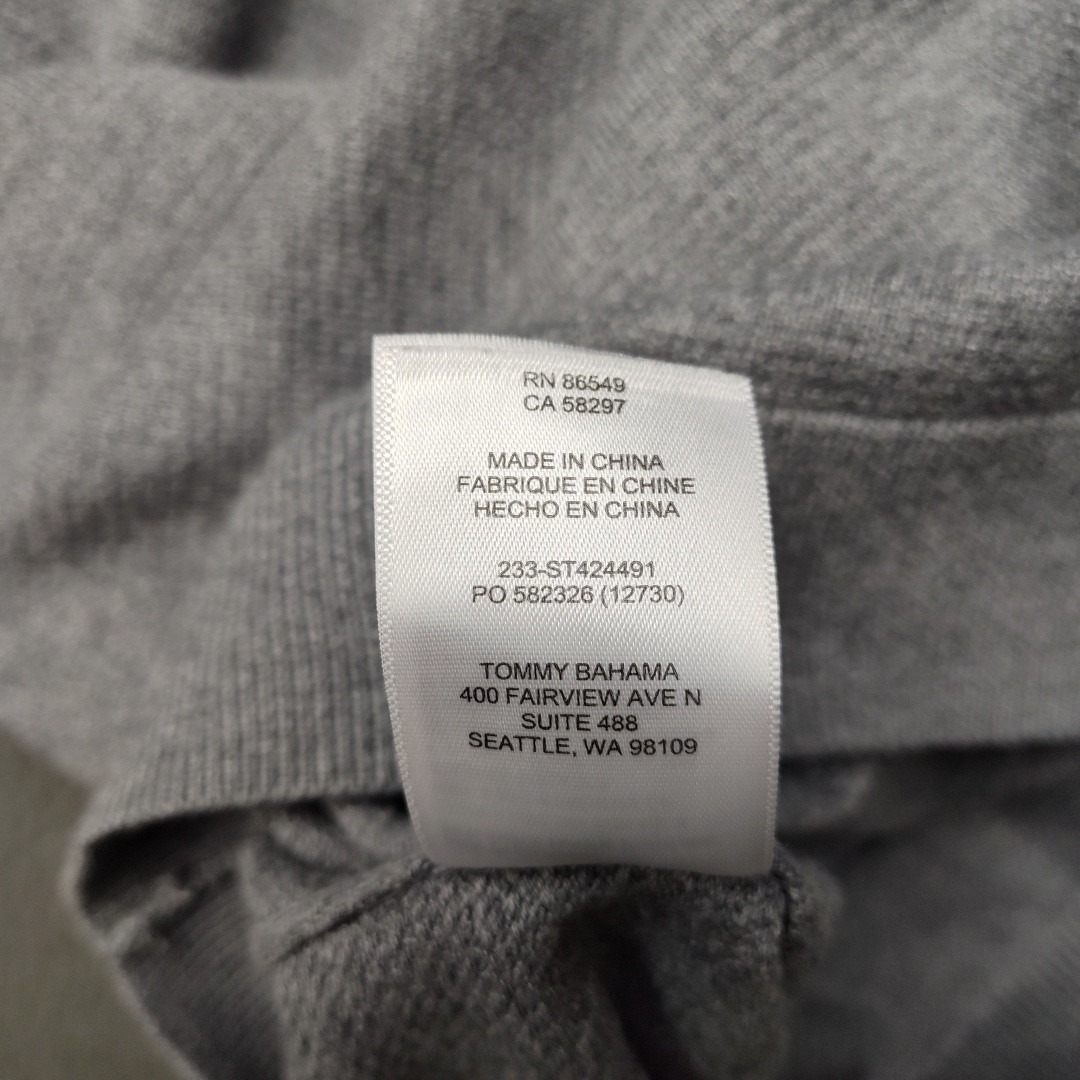 RN 86549
CA 58297
MADE IN CHINA
FABRIQUE EN CHINE
HECHO EN CHINA
233-ST424491
PO 582326 (12730)
TOMMY BAHAMA
400 FAIRVIEW AVE N
SUITE 488
SEATTLE, WA 98109